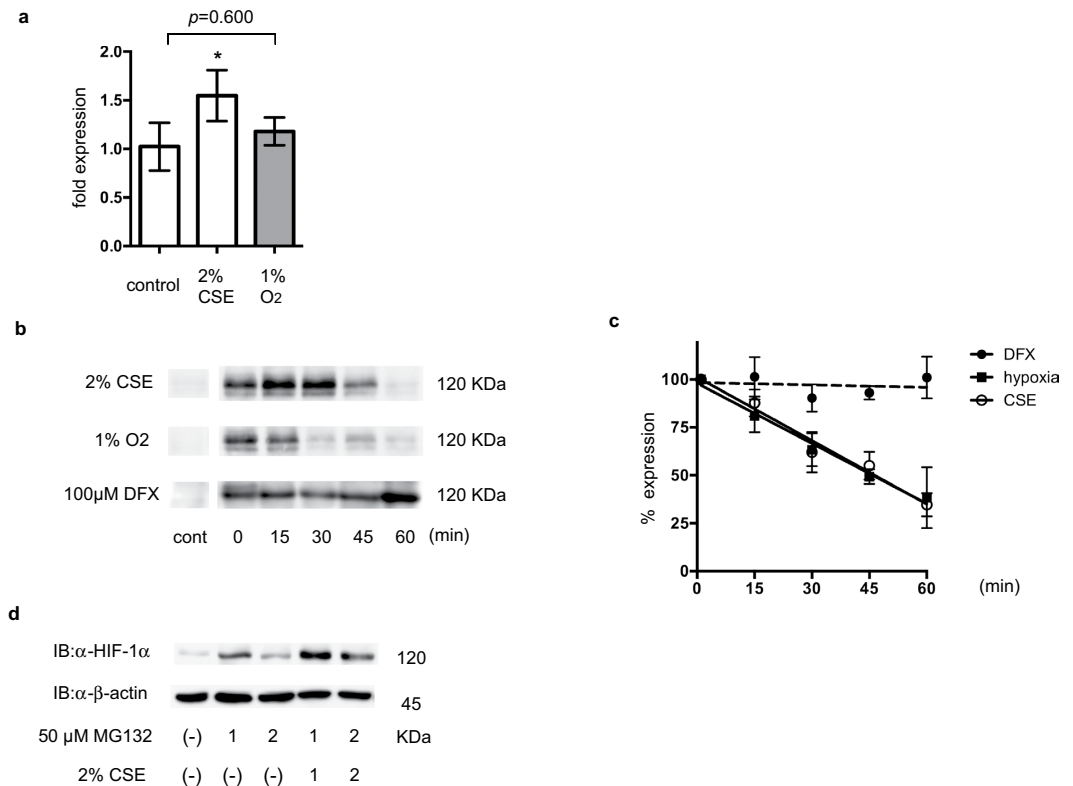 a
p=0.600
2.0
1.5
1.0
0.5
0.0
fold expression
*
control
2%
CSE
1%
O2
b
2% CSE
120 KDa
1% O2
120 KDa
100μM DFX
120 KDa
cont 0 15 30 45 60 (min)
c
DFX
hypoxia
CSE
100
75
50
25
0
% expression
0 15 30 45 60 (min)
d
IB:α-HIF-1α
120
IB:α-β-actin
45
50 μM MG132 (-) 1 2 1 2 KDa
2% CSE (-) (-) (-) 1 2